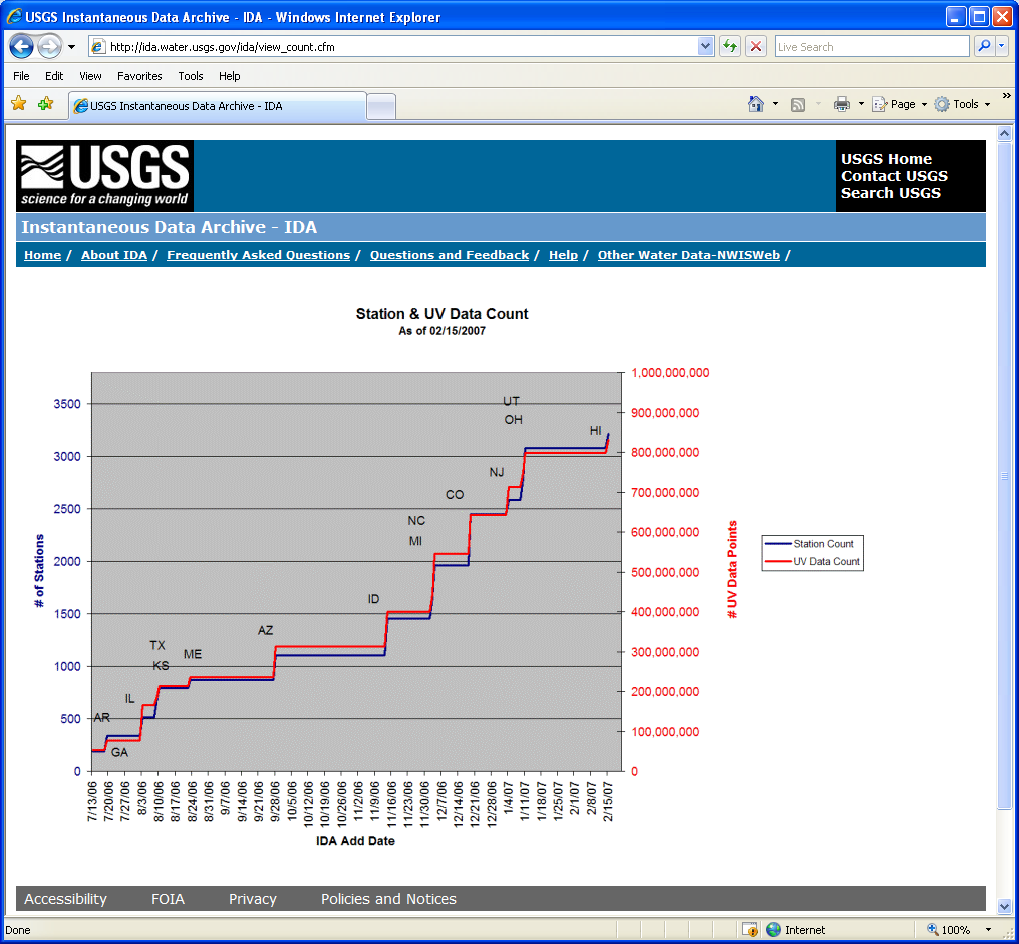 USGS Instantaneous Data Archive - IDA - Windows Internet Explorer
http://ida.water.usgs.gov/ida/view_count.cfm
Live Search
File Edit View Favorites Tools Help
USGS Instantaneous Data Archive - IDA
Page Tools »
USGS
science for a changing world
USGS Home
Contact USGS
Search USGS
Instantaneous Data Archive - IDA
Home / About IDA / Frequently Asked Questions / Questions and Feedback / Help / Other Water Data-NWISWeb /
Station & UV Data Count
As of 02/15/2007
# of Stations
3500
3000
2500
2000
1500
1000
500
0
AR
GA
IL
TX
KS
ME
AZ
ID
NC
MI
CO
NJ
UT
OH
HI
1,000,000,000
900,000,000
800,000,000
700,000,000
600,000,000
500,000,000
400,000,000
300,000,000
200,000,000
100,000,000
0
# UV Data Points
Station Count
UV Data Count
7/13/06
7/20/06
7/27/06
8/3/06
8/10/06
8/17/06
8/24/06
8/31/06
9/7/06
9/14/06
9/21/06
9/28/06
10/5/06
10/12/06
10/19/06
10/26/06
11/2/06
11/9/06
11/16/06
11/23/06
11/30/06
12/7/06
12/14/06
12/21/06
12/28/06
1/4/07
1/11/07
1/18/07
1/25/07
2/1/07
2/8/07
2/15/07
IDA Add Date
Accessibility FOIA Privacy Policies and Notices
Done Internet 100%